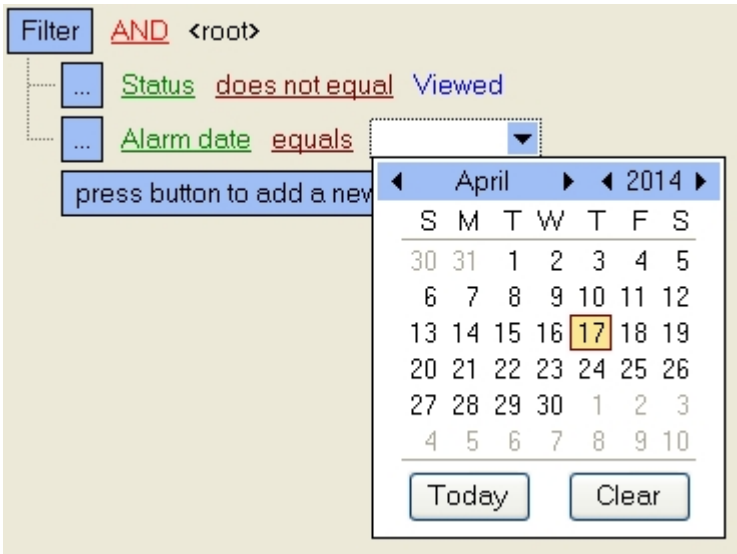 Filter AND <root>
... Status does not equal Viewed
... Alarm date equals
press button to add a new
April 2014
S M T W T F S
30 31 1 2 3 4 5
6 7 8 9 10 11 12
13 14 15 16 17 18 19
20 21 22 23 24 25 26
27 28 29 30 1 2 3
4 5 6 7 8 9 10
Today Clear